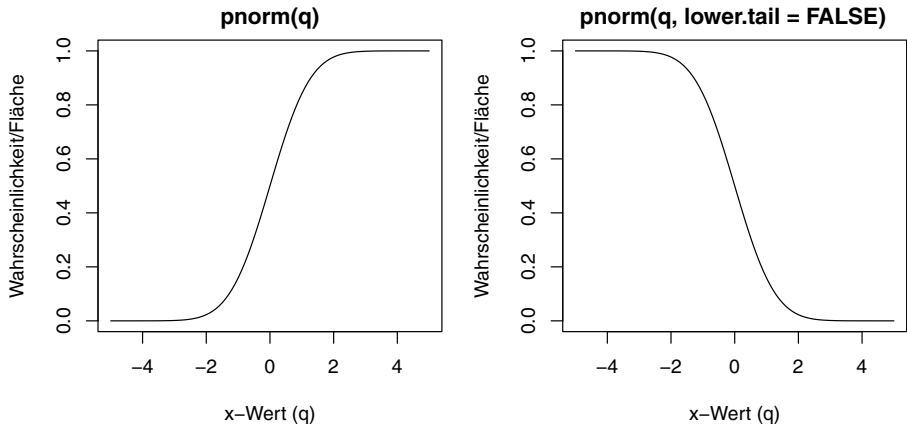 pnorm(q)
Wahrscheinlichkeit/Fläche
1.0
0.8
0.6
0.4
0.2
0.0
−4 −2 0 2 4
x−Wert (q)
pnorm(q, lower.tail = FALSE)
Wahrscheinlichkeit/Fläche
1.0
0.8
0.6
0.4
0.2
0.0
−4 −2 0 2 4
x−Wert (q)